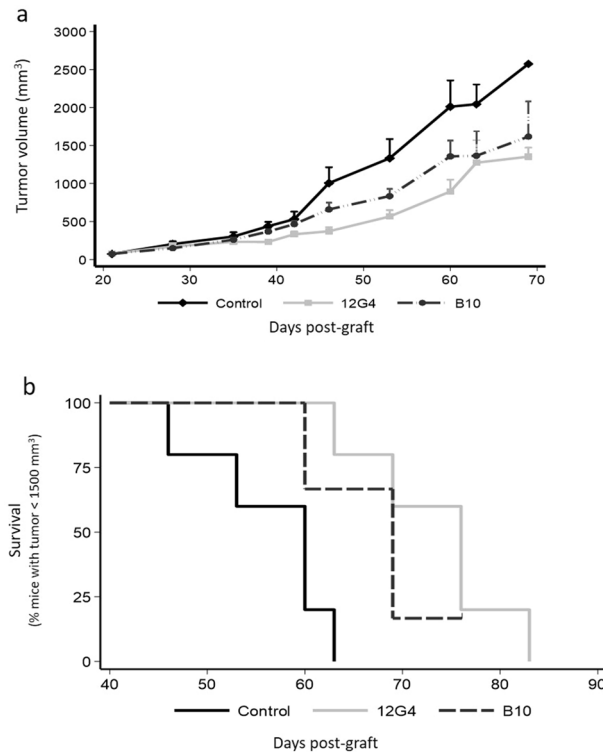 a
3000
2500
2000
1500
1000
500
0
Turmor volume (mm³)
20 30 40 50 60 70
Control 12G4 B10
Days post-graft
b
100
75
50
25
0
Survival
(% mice with tumor < 1500 mm³)
40 50 60 70 80 90
Control 12G4 B10
Days post-graft